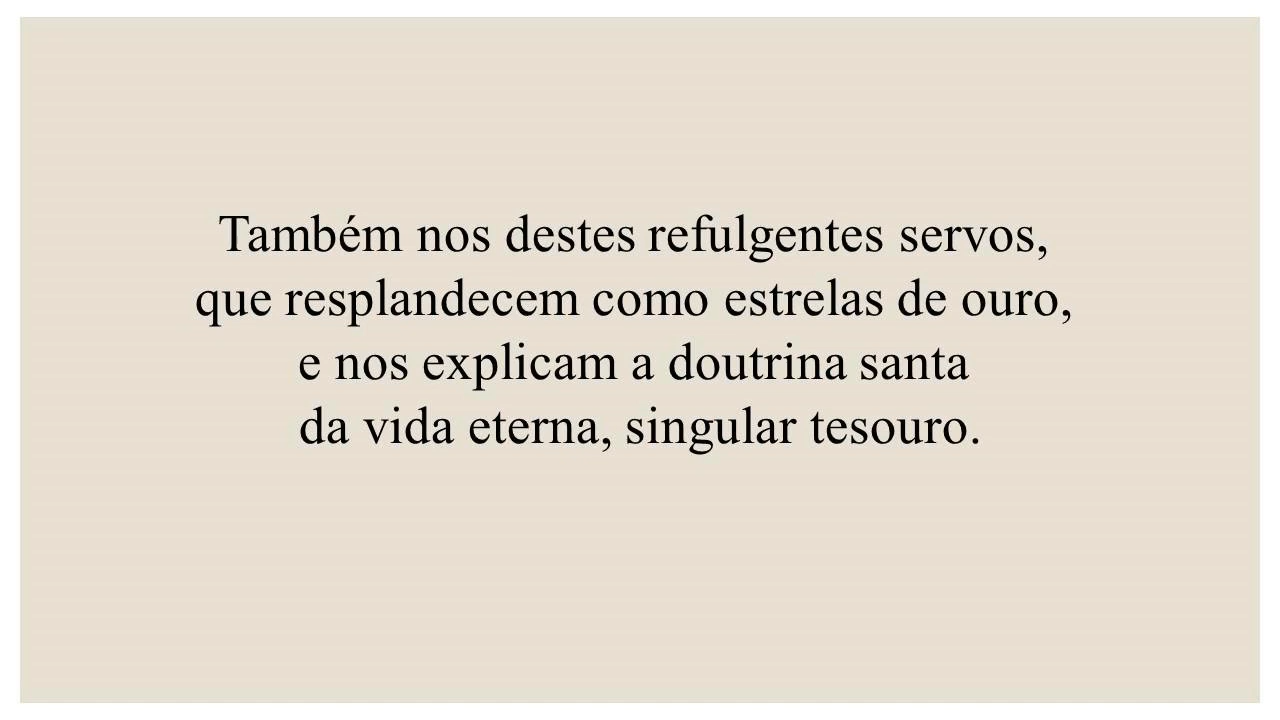 Também nos destes refulgentes servos,
que resplandecem como estrelas de ouro,
e nos explicam a doutrina santa
da vida eterna, singular tesouro.